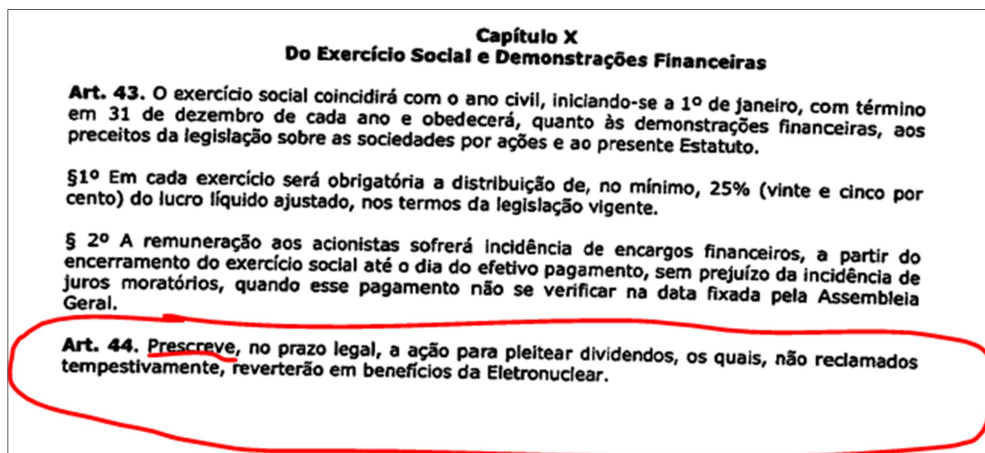 Capítulo X
Do Exercício Social e Demonstrações Financeiras
Art. 43. O exercício social coincidirá com o ano civil, iniciando-se a 1º de janeiro, com término
em 31 de dezembro de cada ano e obedecerá, quanto às demonstrações financeiras, aos
preceitos da legislação sobre as sociedades por ações e ao presente Estatuto.
§1º Em cada exercício será obrigatória a distribuição de, no mínimo, 25% (vinte e cinco por
cento) do lucro líquido ajustado, nos termos da legislação vigente.
§ 2º A remuneração aos acionistas sofrerá incidência de encargos financeiros, a partir do
encerramento do exercício social até o dia do efetivo pagamento, sem prejuízo da incidência de
juros moratórios, quando esse pagamento não se verificar na data fixada pela Assembleia
Geral.
Art. 44. Prescreve, no prazo legal, a ação para pleitear dividendos, os quais, não reclamados
tempestivamente, reverterão em benefícios da Eletronuclear.